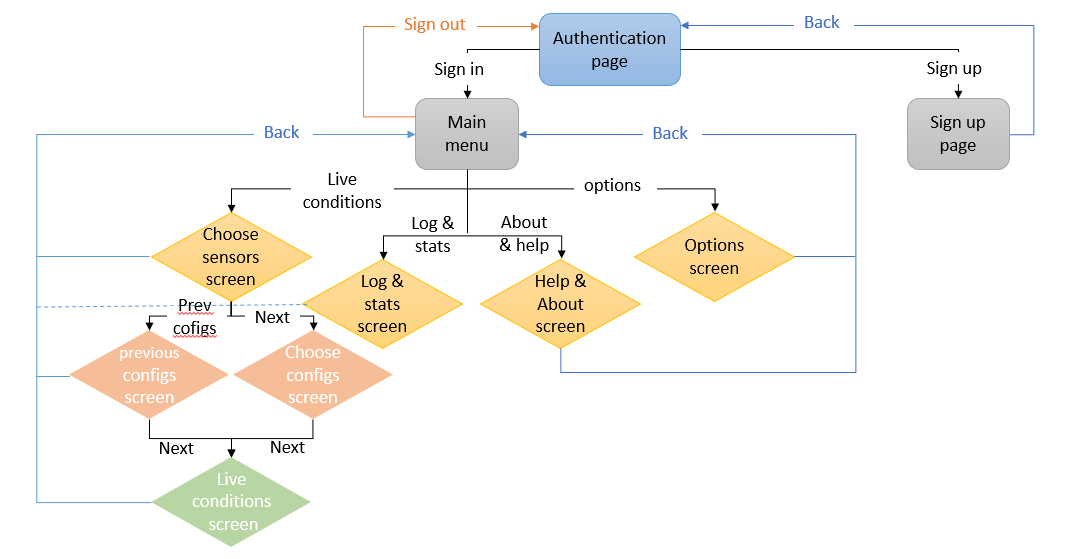 Sign out
Authentication
page
Back
Sign in
Sign up
Main
menu
Sign up
page
Back
Back
Live
conditions
options
Log &
stats
About
& help
Choose
sensors
screen
Options
screen
Log &
stats
screen
Help &
About
screen
Prev
cofigs
Next
previous
configs
screen
Choose
configs
screen
Next
Next
Live
conditions
screen